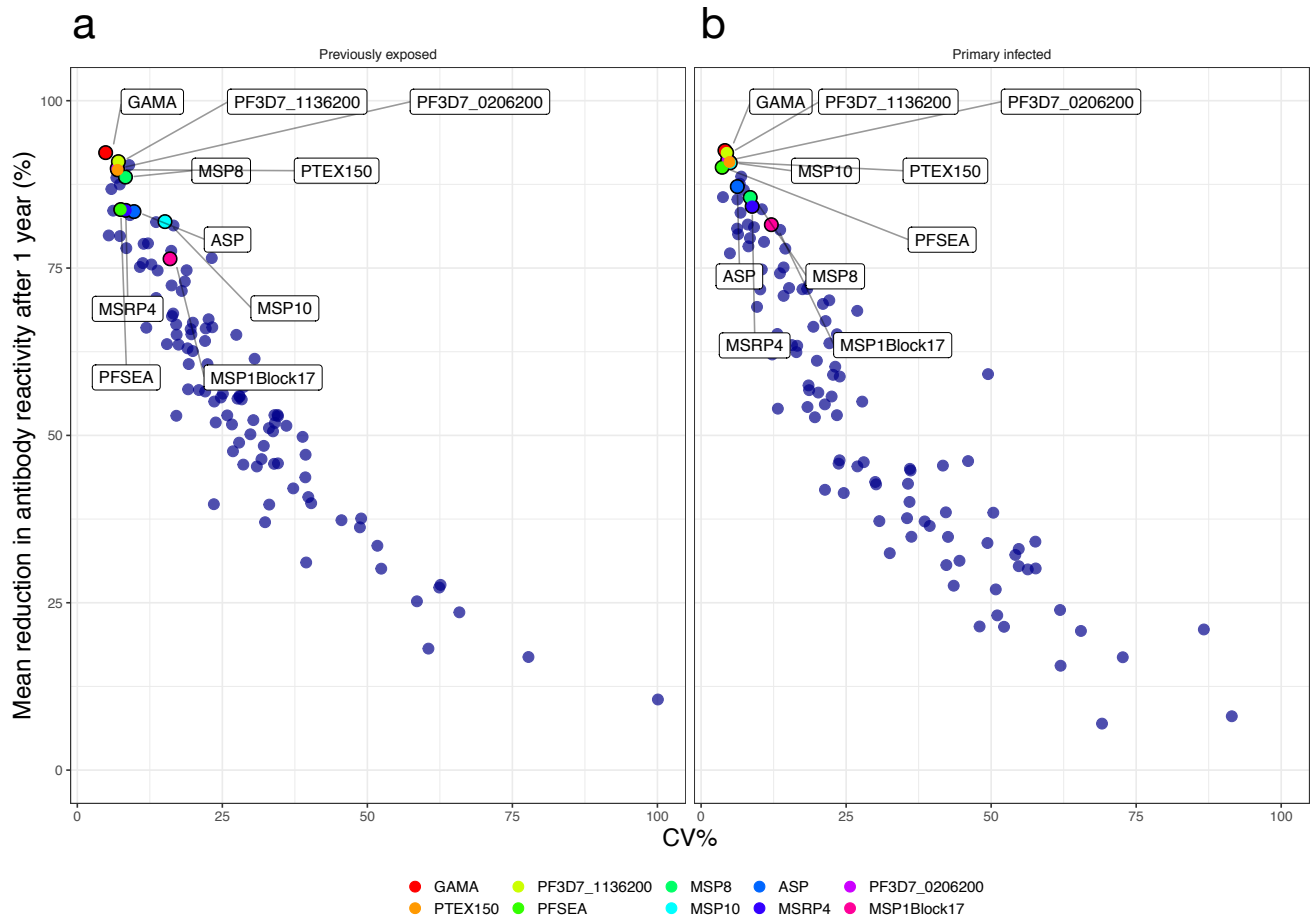 a
b
Previously exposed
Primary infected
Mean reduction in antibody reactivity after 1 year (%)
100
75
50
25
0
GAMA
PF3D7_1136200
PF3D7_0206200
MSP8
PTEX150
ASP
MSRP4
MSP10
PFSEA
MSP1Block17
GAMA
PF3D7_1136200
PF3D7_0206200
MSP10
PTEX150
PFSEA
ASP
MSP8
MSRP4
MSP1Block17
0 25 50 75 100
0 25 50 75 100
CV%
GAMA PF3D7_1136200 MSP8 ASP PF3D7_0206200
PTEX150 PFSEA MSP10 MSRP4 MSP1Block17